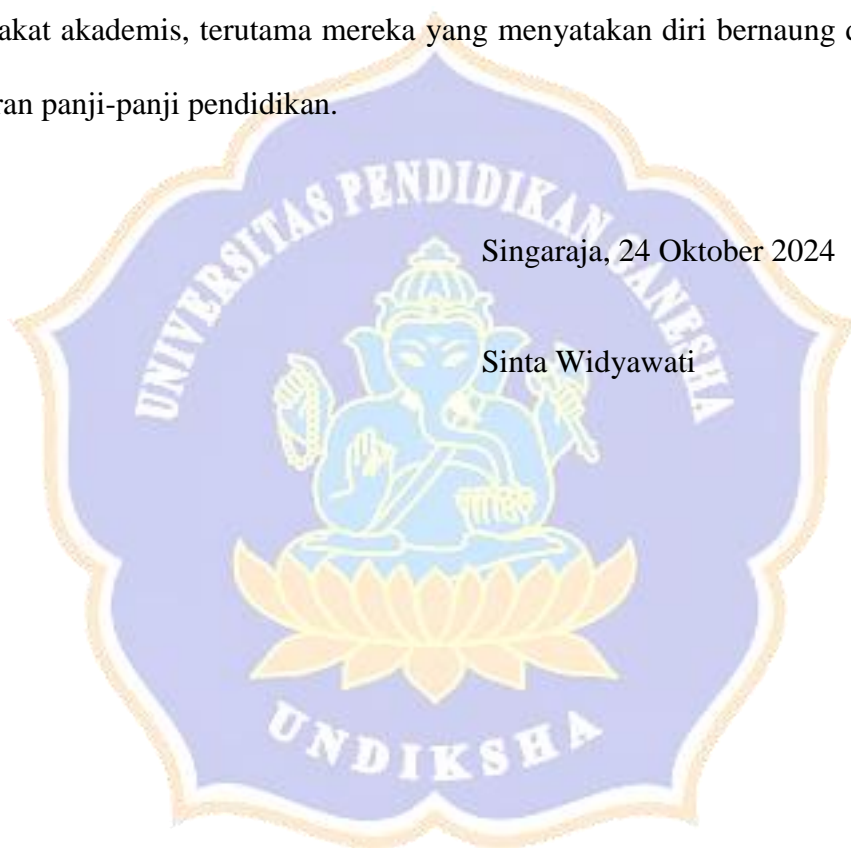 akat akademis, terutama mereka yang menyatakan diri bernaung
ran panji-panji pendidikan.
UNIVERSITAS PENDIDIKAN GANESHA
Singaraja, 24 Oktober 2024
Sinta Widyawati
UNDIKSHA